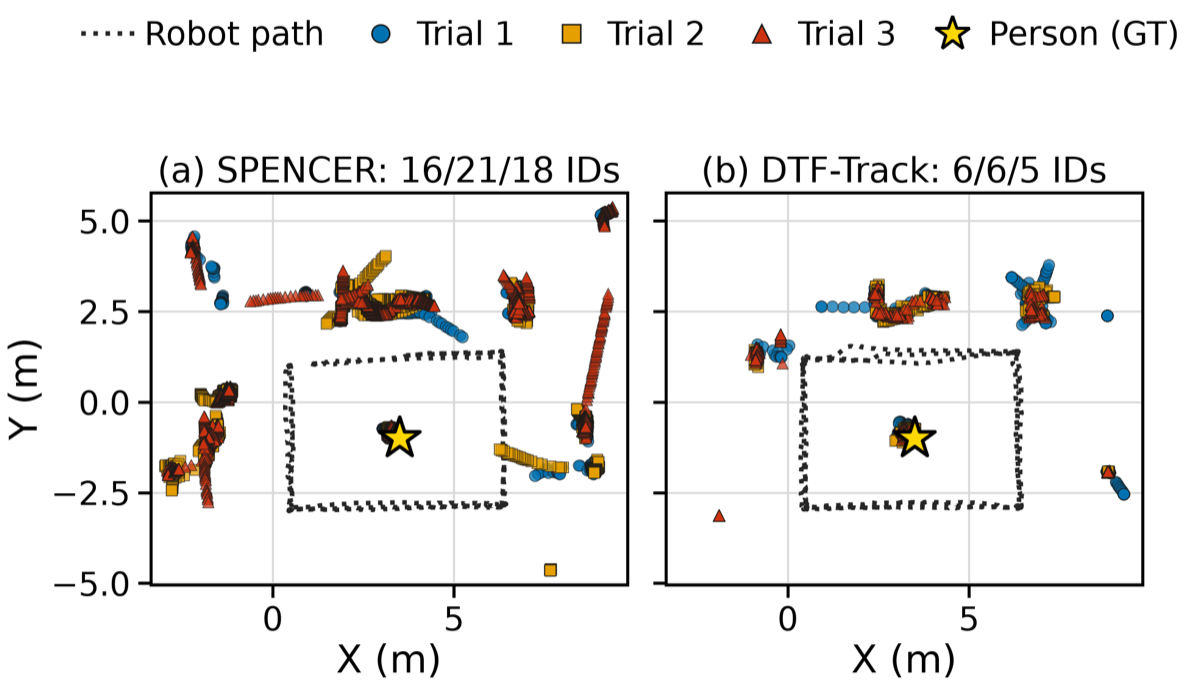 Robot path Trial 1 Trial 2 Trial 3 Person (GT)
(a) SPENCER: 16/21/18 IDs
(b) DTF-Track: 6/6/5 IDs
5.0
2.5
0.0
−2.5
−5.0
Y (m)
0 5
0 5
X (m)
X (m)